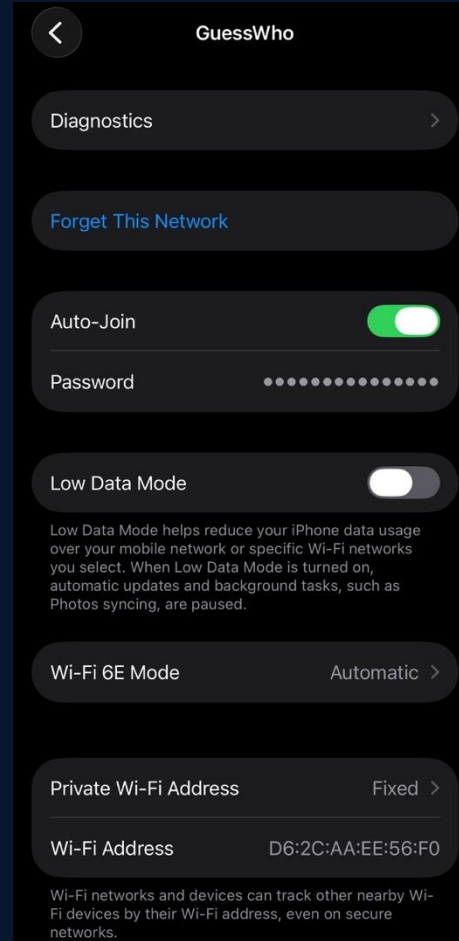 GuessWho
Diagnostics
Forget This Network
Auto-Join
Password ●●●●●●●●●●●●●●●
Low Data Mode
Low Data Mode helps reduce your iPhone data usage
over your mobile network or specific Wi-Fi networks
you select. When Low Data Mode is turned on,
automatic updates and background tasks, such as
Photos syncing, are paused.
Wi-Fi 6E Mode Automatic
Private Wi-Fi Address Fixed
Wi-Fi Address D6:2C:AA:EE:56:F0
Wi-Fi networks and devices can track other nearby Wi-
Fi devices by their Wi-Fi address, even on secure
networks.